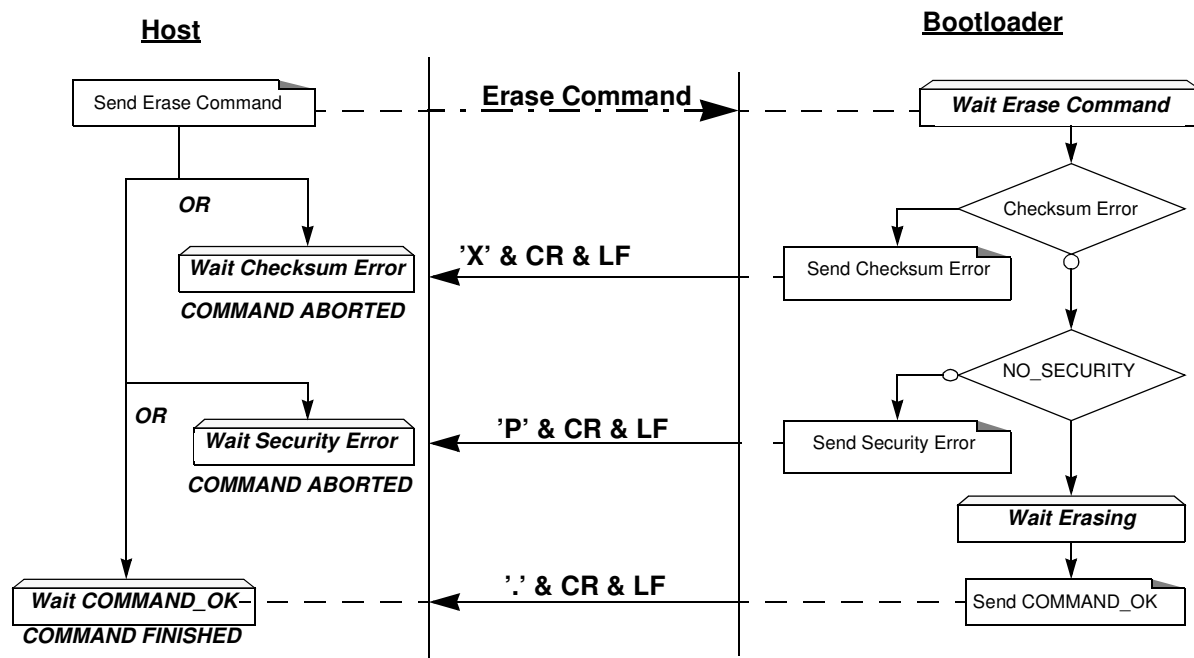 Host
Bootloader
Send Erase Command
Erase Command
Wait Erase Command
OR
Checksum Error
Wait Checksum Error
’X’ & CR & LF
Send Checksum Error
COMMAND ABORTED
NO_SECURITY
OR
Wait Security Error
’P’ & CR & LF
Send Security Error
COMMAND ABORTED
Wait Erasing
Wait COMMAND_OK
’.’ & CR & LF
Send COMMAND_OK
COMMAND FINISHED